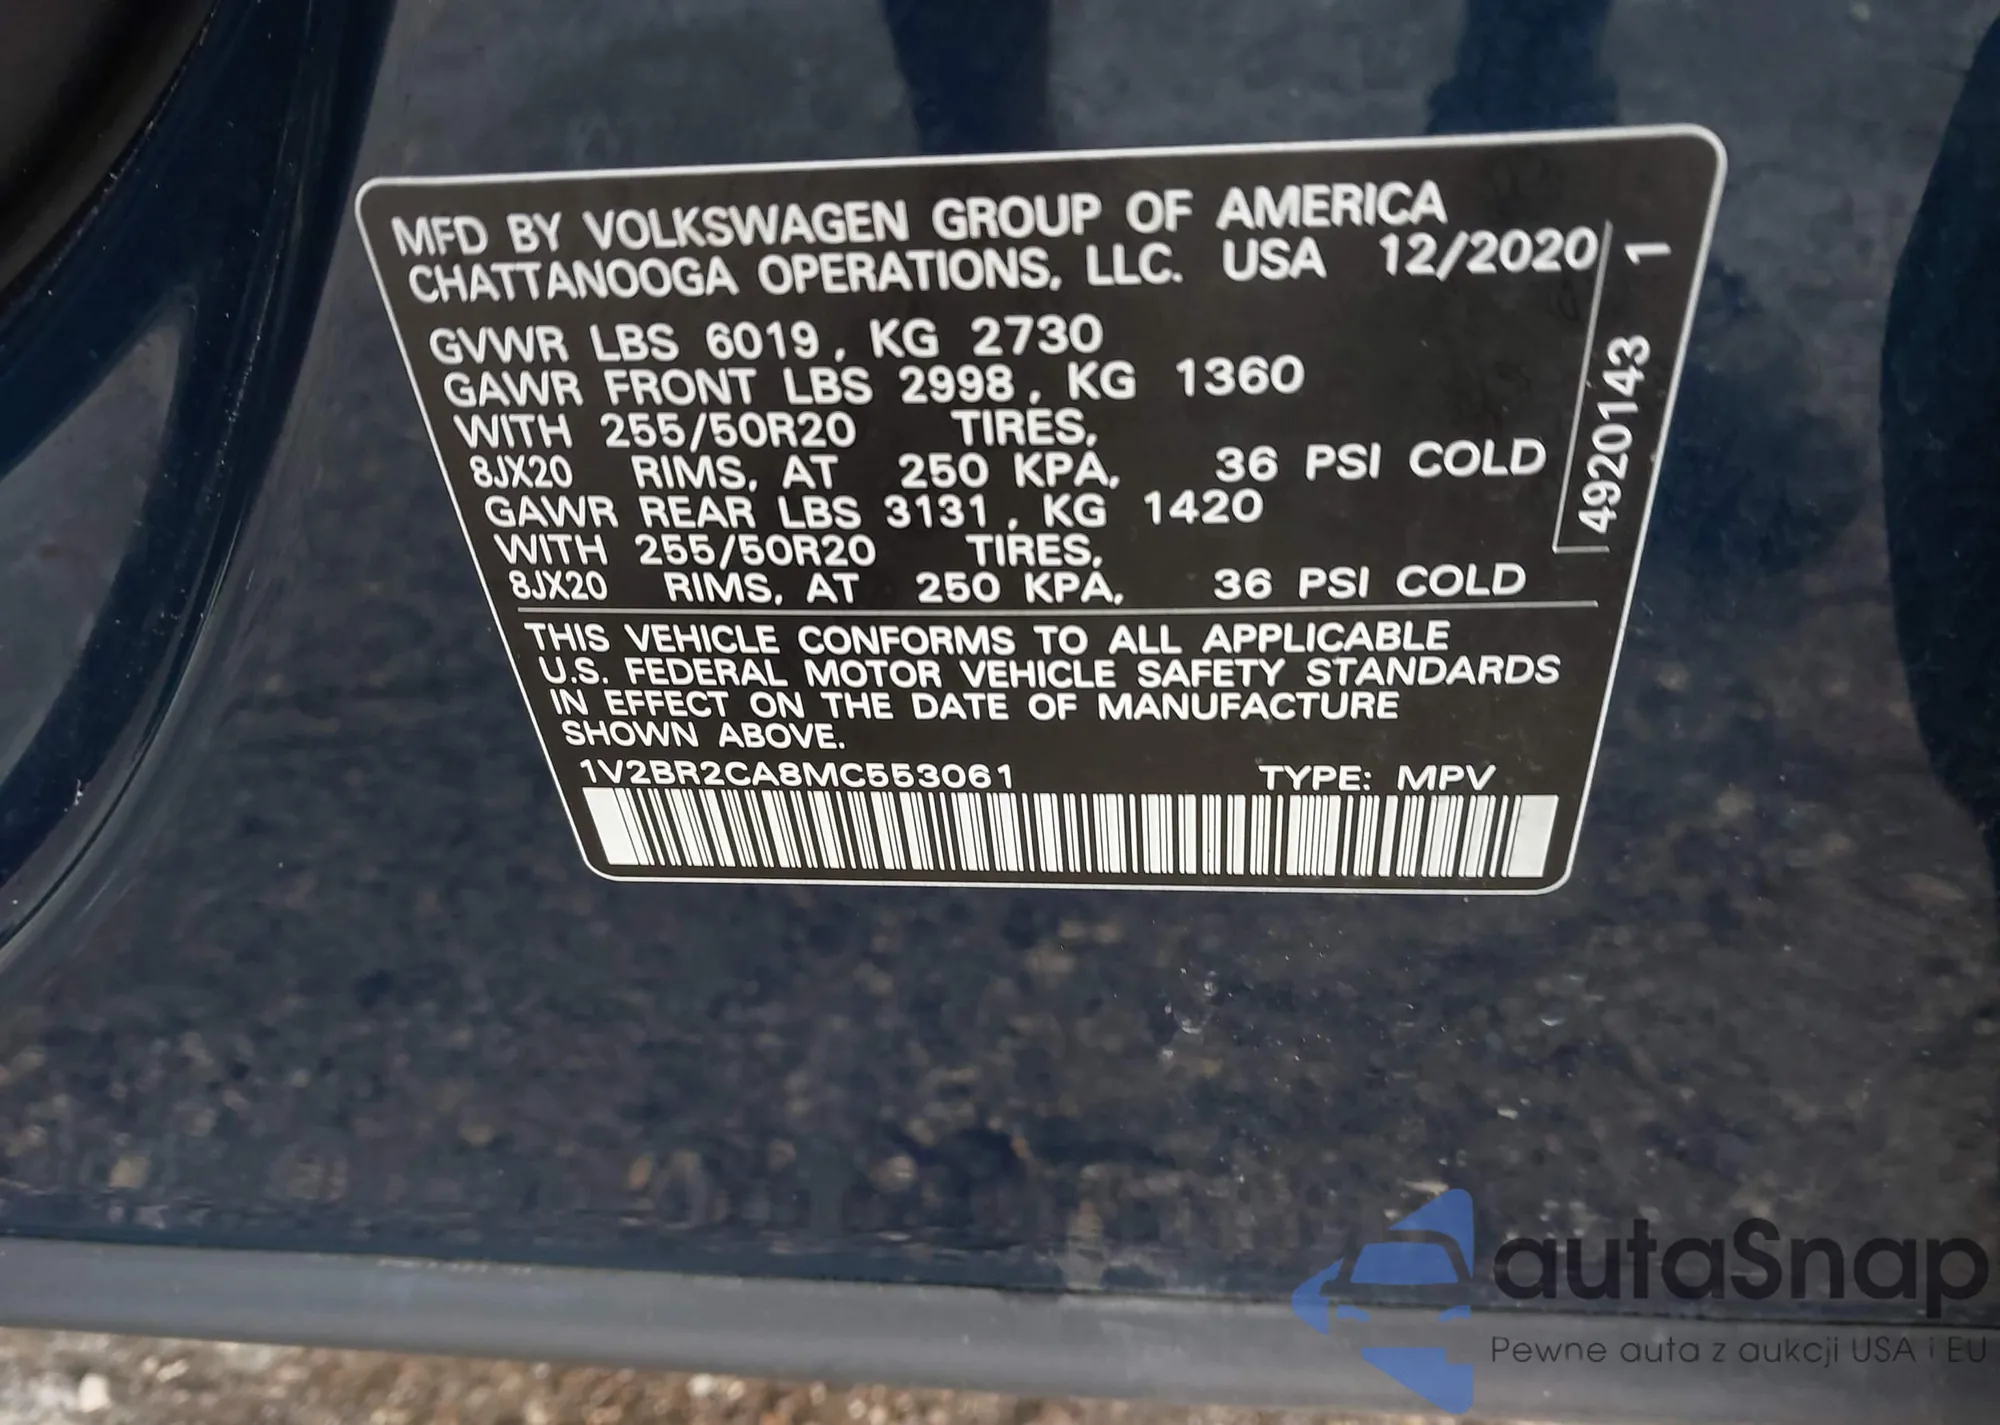 MFD BY VOLKSWAGEN GROUP OF AMERICA
CHATTANOOGA OPERATIONS, LLC. USA 12/2020
GVWR LBS 6019, KG 2730
GAWR FRONT LBS 2998, KG 1360
WITH 255/50R20 TIRES,
8JX20 RIMS, AT 250 KPA, 36 PSI COLD
GAWR REAR LBS 3131, KG 1420
WITH 255/50R20 TIRES,
8JX20 RIMS, AT 250 KPA, 36 PSI COLD
4920143 1
THIS VEHICLE CONFORMS TO ALL APPLICABLE
U.S. FEDERAL MOTOR VEHICLE SAFETY STANDARDS
IN EFFECT ON THE DATE OF MANUFACTURE
SHOWN ABOVE.
1V2BR2CA8MC553061 TYPE: MPV
autaSnap
Pewne auta z aukcji USA i EU